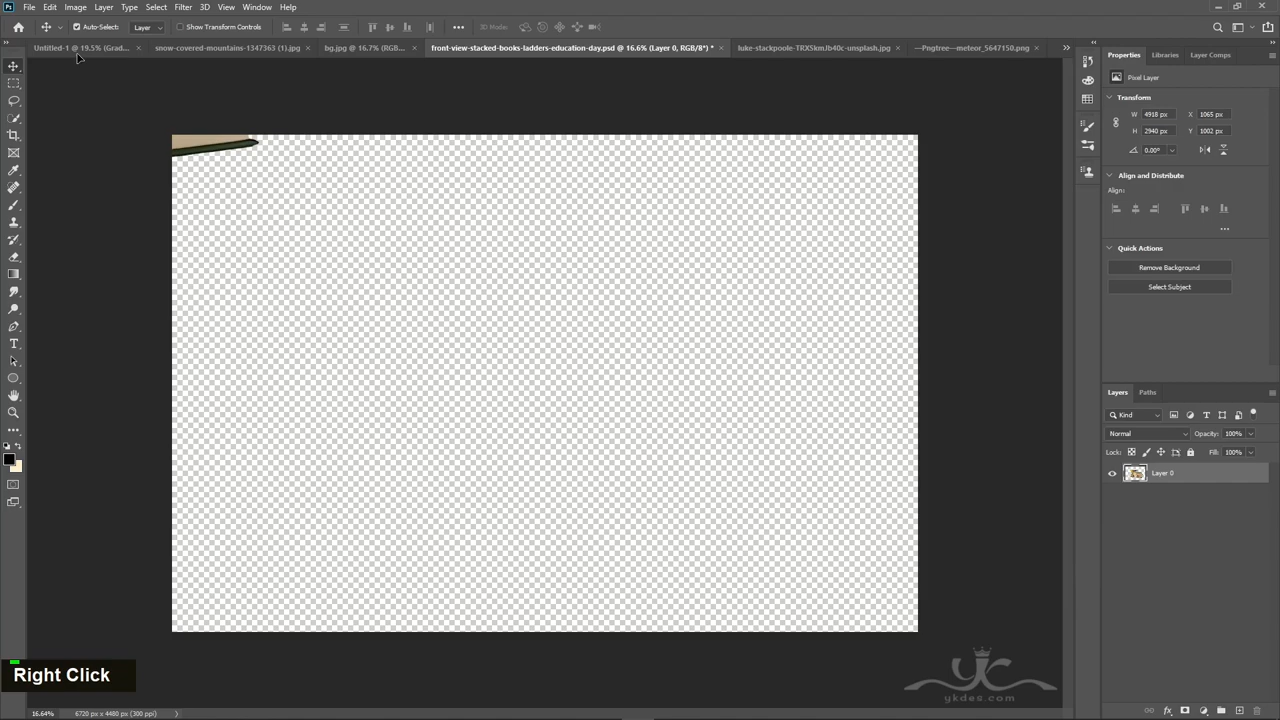 Ps File Edit Image Layer Type Select Filter 3D View Window Help
Auto-Select: Layer Show Transform Controls 3D Mode:
Untitled-1 @ 19.5% (Grad... × snow-covered-mountains-1347363 (1).jpg × bg.jpg @ 16.7% (RGB... × front-view-stacked-books-ladders-education-day.psd @ 16.6% (Layer 0, RGB/8*) * × luke-stackpoole-TRXSkmJb40c-unsplash.jpg × —Pngtree—meteor_5647150.png ×
Properties Libraries Layer Comps
Pixel Layer
Transform
W 4918 px X 1065 px
H 2940 px Y 1002 px
0.00°
Align and Distribute
Align:
Quick Actions
Remove Background
Select Subject
Layers Paths
Kind
Normal Opacity: 100%
Lock: Fill: 100%
Layer 0
Right Click
yc
ykdes.com
16.64% 6720 px x 4480 px (300 ppi)